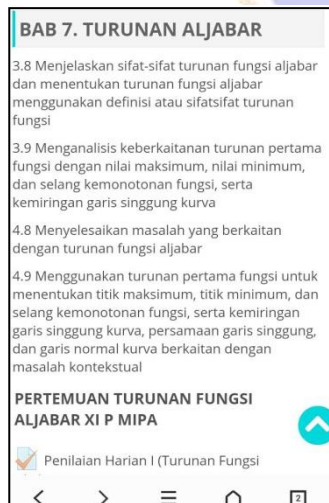 BAB 7. TURUNAN ALJABAR
3.8 Menjelaskan sifat-sifat turunan fungsi aljabar
dan menentukan turunan fungsi aljabar
menggunakan definisi atau sifatsifat turunan
fungsi
3.9 Menganalisis keberkaitanan turunan pertama
fungsi dengan nilai maksimum, nilai minimum,
dan selang kemonotonan fungsi, serta
kemiringan garis singgung kurva
4.8 Menyelesaikan masalah yang berkaitan
dengan turunan fungsi aljabar
4.9 Menggunakan turunan pertama fungsi untuk
menentukan titik maksimum, titik minimum, dan
selang kemonotonan fungsi, serta kemiringan
garis singgung kurva, persamaan garis singgung,
dan garis normal kurva berkaitan dengan
masalah kontekstual
PERTEMUAN TURUNAN FUNGSI
ALJABAR XI P MIPA
Penilaian Harian I (Turunan Fungsi
2